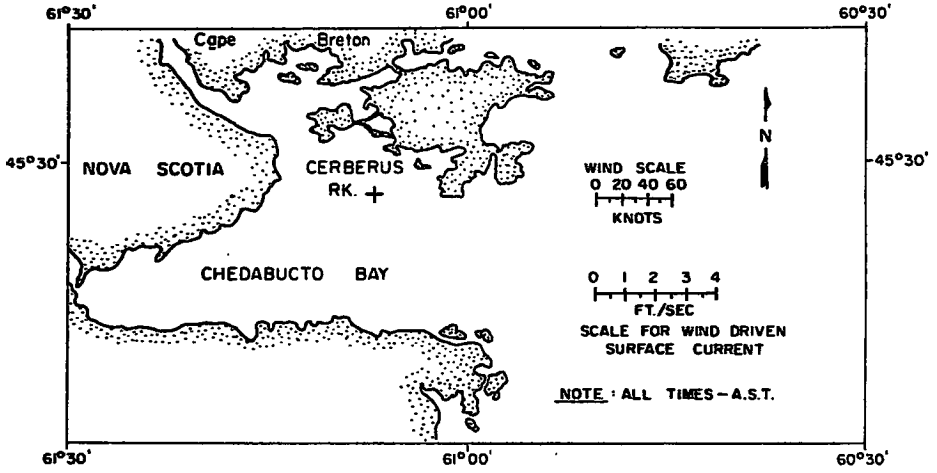 61°30' 61°00' 60°30'
Cape Breton
N
45°30' 45°30'
NOVA SCOTIA
CERBERUS
RK.
WIND SCALE
0 20 40 60
KNOTS
CHEDABUCTO BAY
0 1 2 3 4
FT./SEC
SCALE FOR WIND DRIVEN
SURFACE CURRENT
NOTE : ALL TIMES – A.S.T.
61°30' 61°00' 60°30'